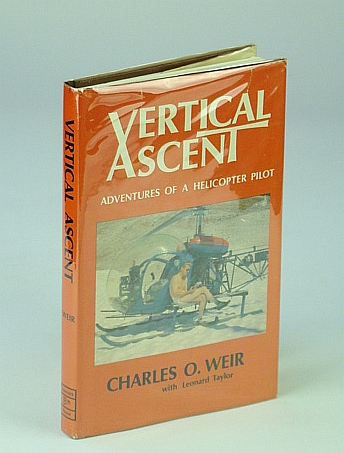 VERTICAL
ASCENT
ADVENTURES OF A HELICOPTER PILOT
CHARLES O. WEIR
with Leonard Taylor
VERTICAL ASCENT
WEIR